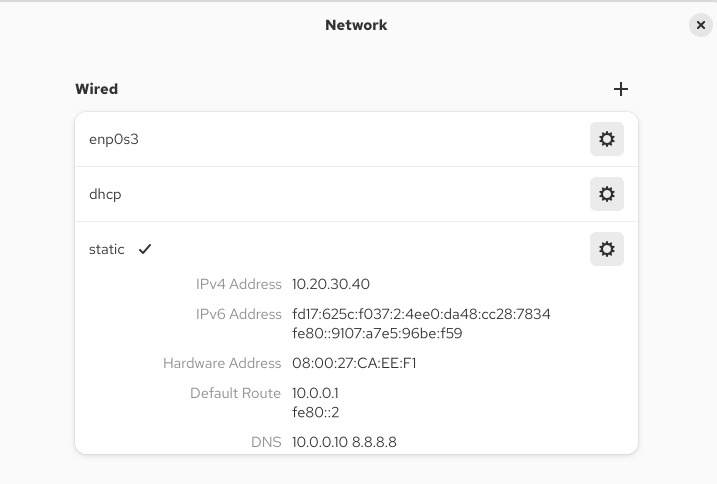 Network
Wired
enp0s3
dhcp
static
IPv4 Address 10.20.30.40
IPv6 Address fd17:625c:f037:2:4ee0:da48:cc28:7834
fe80::9107:a7e5:96be:f59
Hardware Address 08:00:27:CA:EE:F1
Default Route 10.0.0.1
fe80::2
DNS 10.0.0.10 8.8.8.8